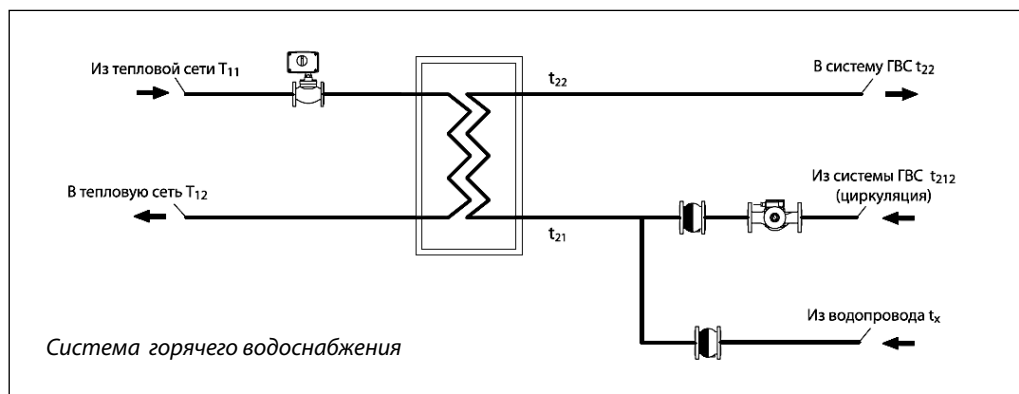 Из тепловой сети T11
t22
В систему ГВС t22
В тепловую сеть T12
Из системы ГВС t212
(циркуляция)
t21
Из водопровода tx
Система горячего водоснабжения